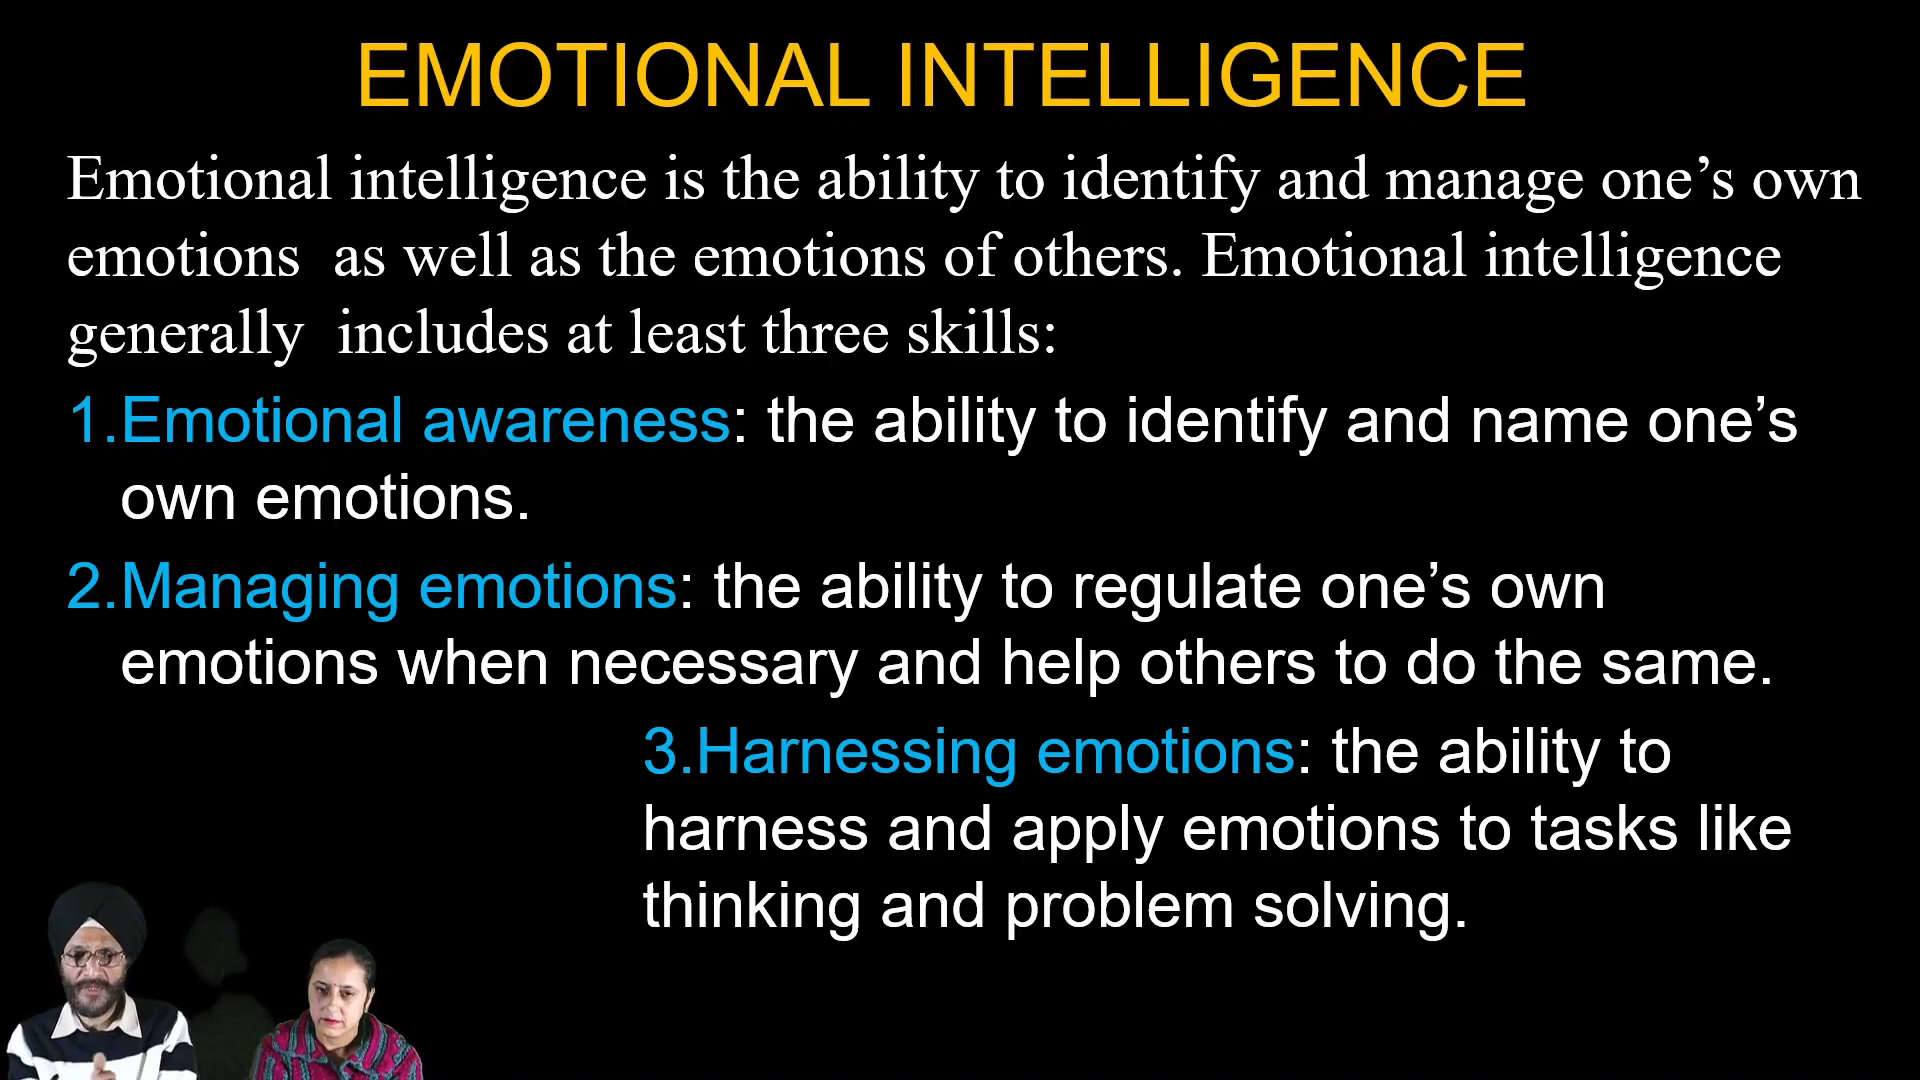 EMOTIONAL INTELLIGENCE
Emotional intelligence is the ability to identify and manage one’s own
emotions  as well as the emotions of others. Emotional intelligence
generally  includes at least three skills:
1.Emotional awareness: the ability to identify and name one’s
own emotions.
2.Managing emotions: the ability to regulate one’s own
emotions when necessary and help others to do the same.
3.Harnessing emotions: the ability to
harness and apply emotions to tasks like
thinking and problem solving.